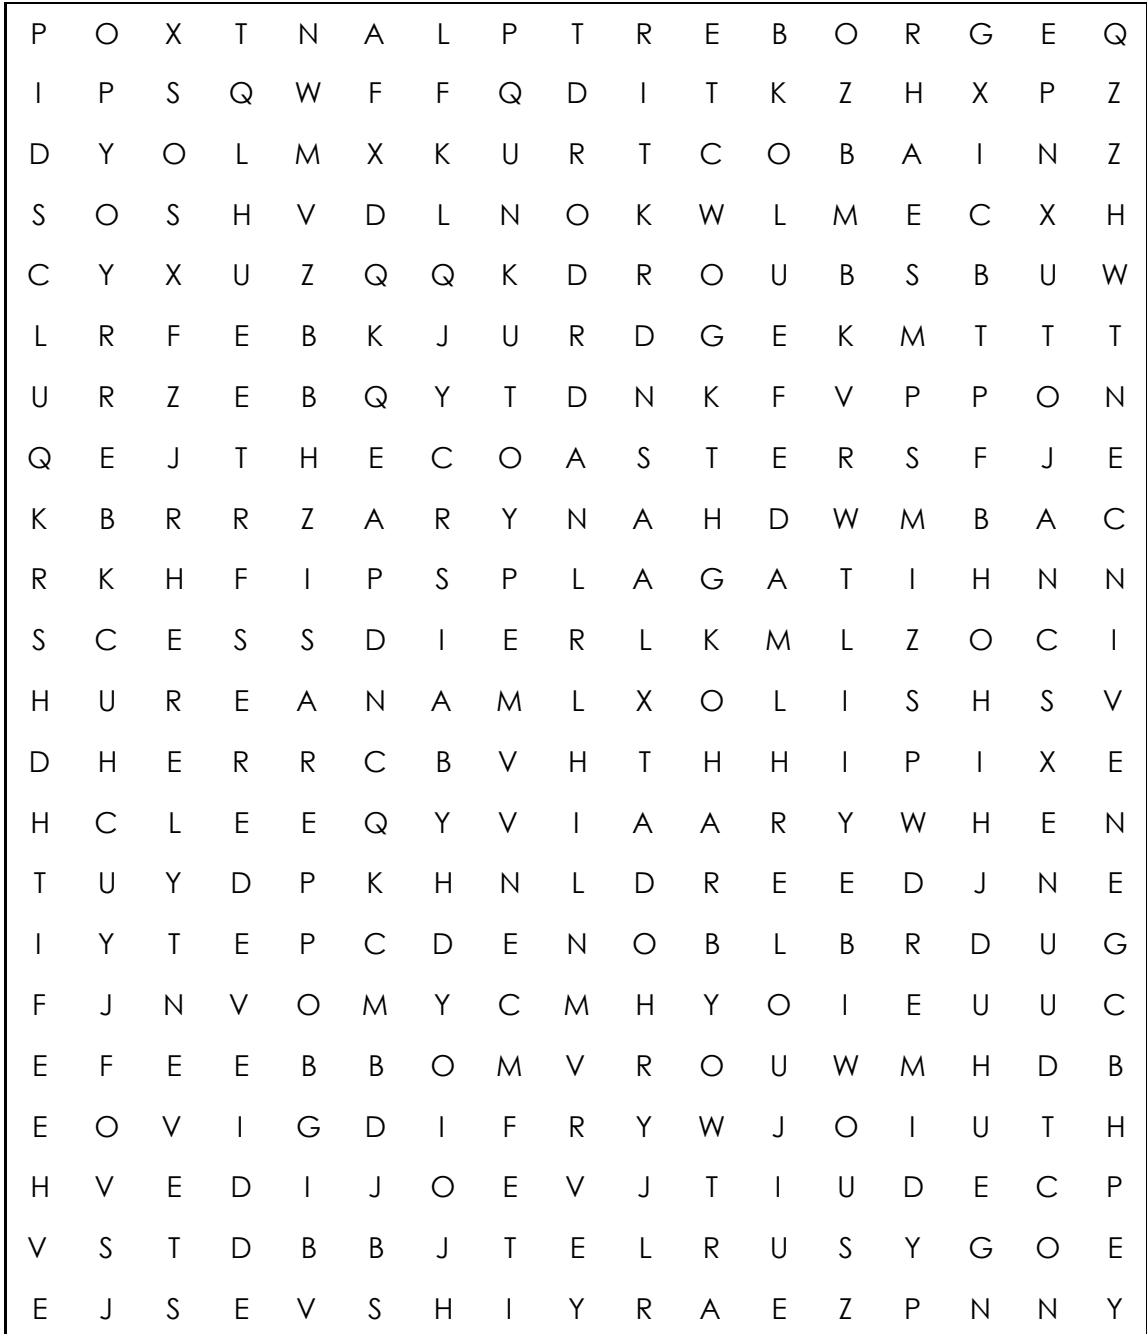 P O X T N A L P T R E B O R G E Q
I P S Q W F F Q D I T K Z H X P Z
D Y O L M X K U R T C O B A I N Z
S O S H V D L N O K W L M E C X H
C Y X U Z Q Q K D R O U B S B U W
L R F E B K J U R D G E K M T T T
U R Z E B Q Y T D N K F V P P O N
Q E J T H E C O A S T E R S F J E
K B R R Z A R Y N A H D W M B A C
R K H F I P S P L A G A T I H N N
S C E S S D I E R L K M L Z O C I
H U R E A N A M L X O L I S H S V
D H E R R C B V H T H H I P I X E
H C L E E Q Y V I A A R Y W H E N
T U Y D P K H N L D R E E D J N E
I Y T E P C D E N O B L B R D U G
F J N V O M Y C M H Y O I E U U C
E F E E B B O M V R O U W M H D B
E O V I G D I F R Y W J O I U T H
H V E D I J O E V J T I U D E C P
V S T D B B J T E L R U S Y G O E
E J S E V S H I Y R A E Z P N N Y